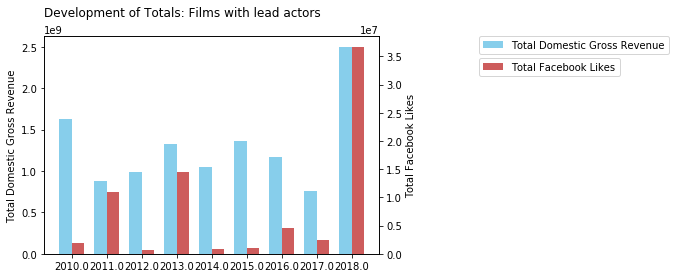 Development of Totals: Films with lead actors
1e9
1e7
2.5
2.0
1.5
1.0
0.5
0.0
Total Domestic Gross Revenue
3.5
3.0
2.5
2.0
1.5
1.0
0.5
0.0
Total Facebook Likes
2010.0 2011.0 2012.0 2013.0 2014.0 2015.0 2016.0 2017.0 2018.0
Total Domestic Gross Revenue
Total Facebook Likes